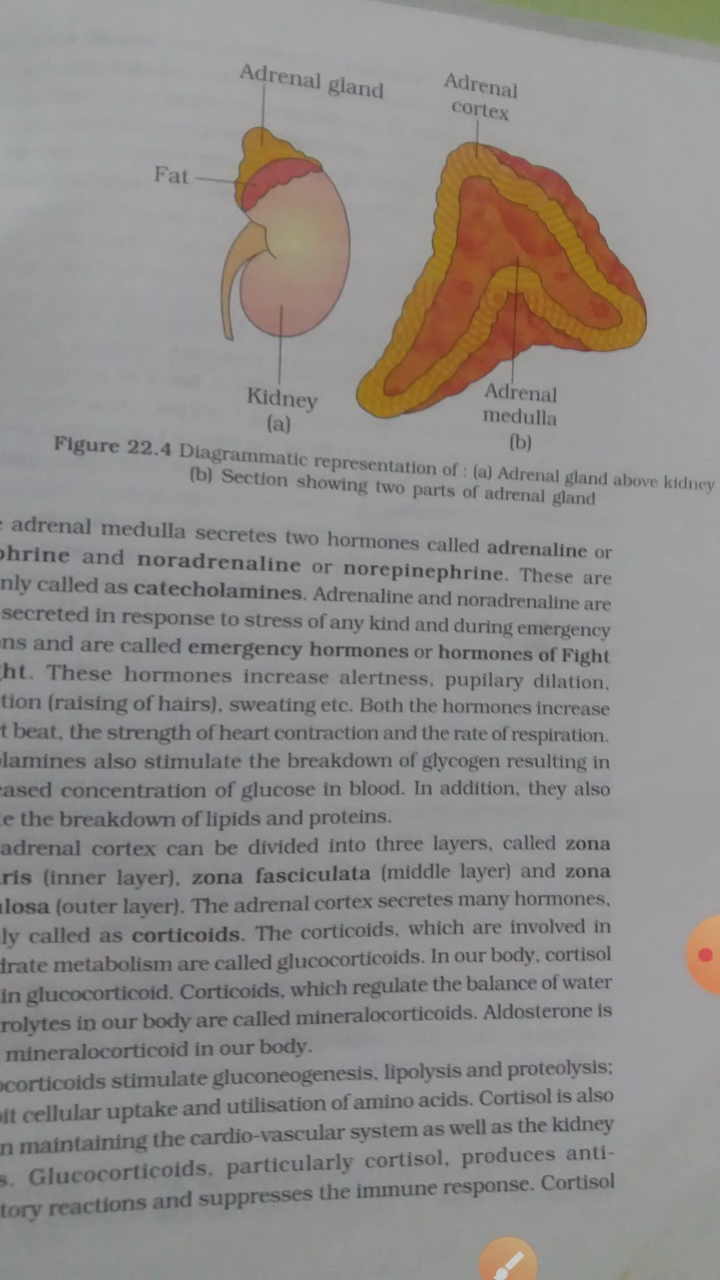 Adrenal gland
Adrenal
cortex
Fat
Kidney
(a)
Adrenal
medulla
(b)
Figure 22.4 Diagrammatic representation of : (a) Adrenal gland above kidney
(b) Section showing two parts of adrenal gland
adrenal medulla secretes two hormones called adrenaline or
phrine and noradrenaline or norepinephrine. These are
nly called as catecholamines. Adrenaline and noradrenaline are
secreted in response to stress of any kind and during emergency
ns and are called emergency hormones or hormones of Fight
ght. These hormones increase alertness, pupilary dilation,
tion (raising of hairs), sweating etc. Both the hormones increase
t beat, the strength of heart contraction and the rate of respiration.
lamines also stimulate the breakdown of glycogen resulting in
eased concentration of glucose in blood. In addition, they also
e the breakdown of lipids and proteins.
adrenal cortex can be divided into three layers, called zona
ris (inner layer), zona fasciculata (middle layer) and zona
losa (outer layer). The adrenal cortex secretes many hormones,
ly called as corticoids. The corticoids, which are involved in
drate metabolism are called glucocorticoids. In our body, cortisol
in glucocorticoid. Corticoids, which regulate the balance of water
rolytes in our body are called mineralocorticoids. Aldosterone is
mineralocorticoid in our body.
ocorticoids stimulate gluconeogenesis, lipolysis and proteolysis;
it cellular uptake and utilisation of amino acids. Cortisol is also
n maintaining the cardio-vascular system as well as the kidney
s. Glucocorticoids, particularly cortisol, produces anti-
tory reactions and suppresses the immune response. Cortisol